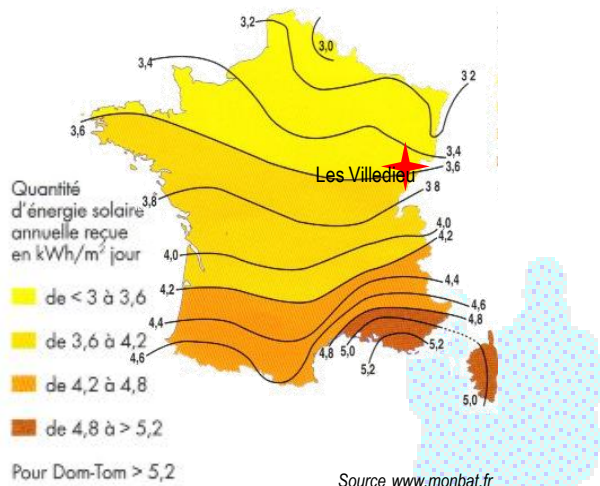 3,2
3,0
3,4
3 2
3,6
3,4
3,6
Les Villedieu
3 8
Quantité
d'énergie solaire
annuelle reçue
en kWh/m² jour
3,8
4,0
4,2
4,0
4,4
de < 3 à 3,6
4,2
4,6
4,4
4,8
de 3,6 à 4,2
4,6
4,8
5,0
5,2
5,2
de 4,2 à 4,8
5,0
de 4,8 à > 5,2
Pour Dom-Tom > 5,2
Source www.monbat.fr